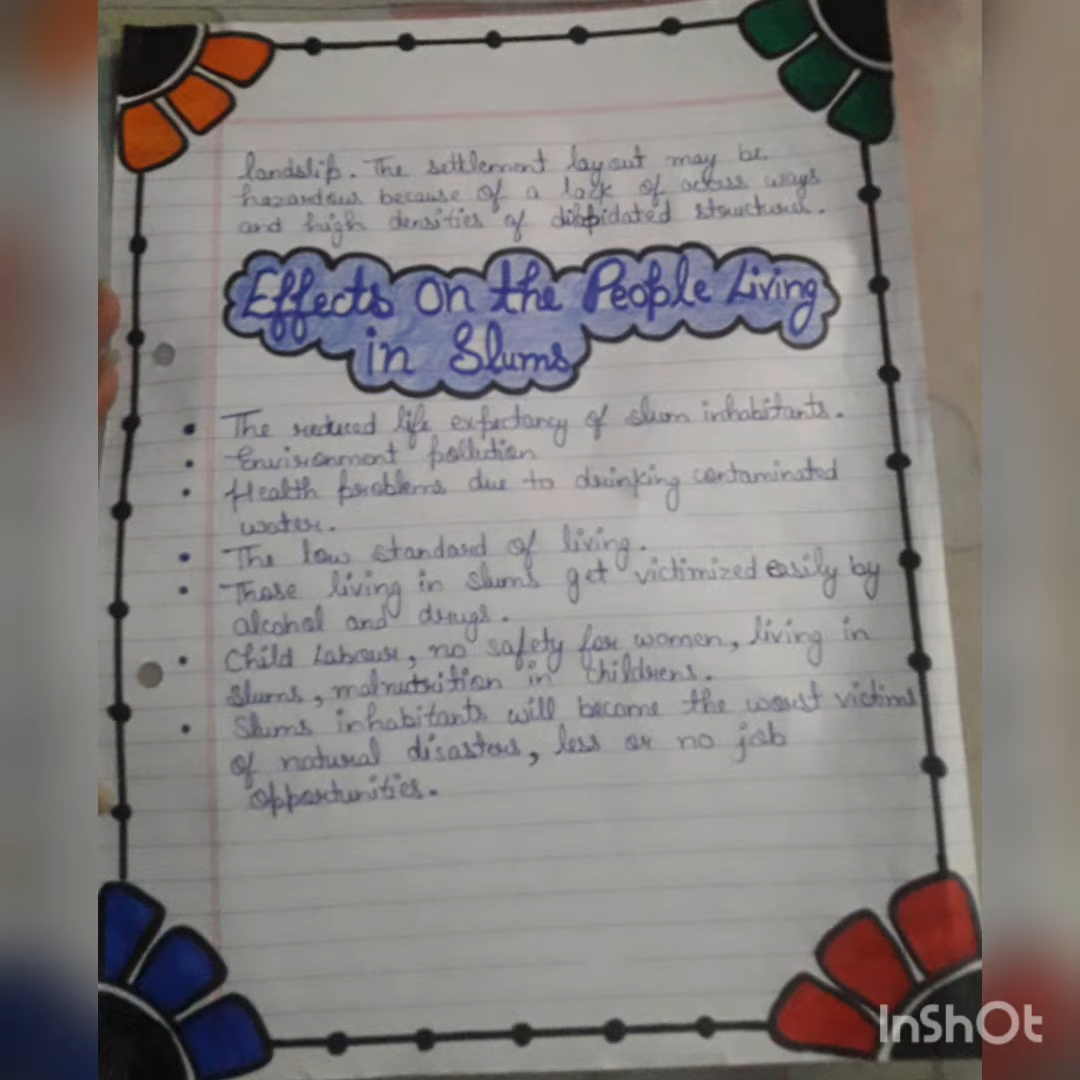 landslip. The settlement layout may be
hazardous because of a lack of access ways
and high densities of dilapidated structures.
Effects On the People Living
in Slums
• The reduced life expectancy of slum inhabitants.
• Environment pollution
• Health problems due to drinking contaminated
water.
• The low standard of living.
• Those living in slums get victimized easily by
alcohol and drugs.
• Child Labour, no safety for women, living in
slums, malnutrition in childrens.
• Slums inhabitants will become the worst victims
of natural disasters, less or no job
opportunities.
InShOt